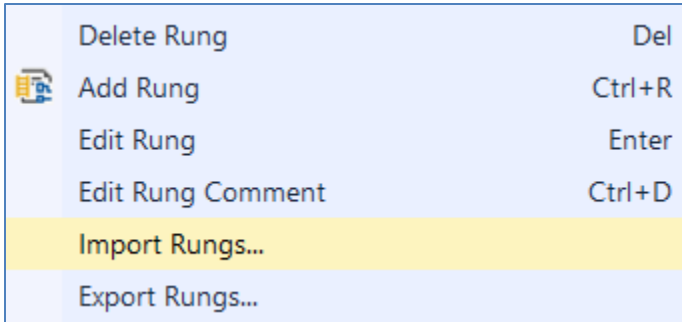 Delete Rung Del
Add Rung Ctrl+R
Edit Rung Enter
Edit Rung Comment Ctrl+D
Import Rungs...
Export Rungs...